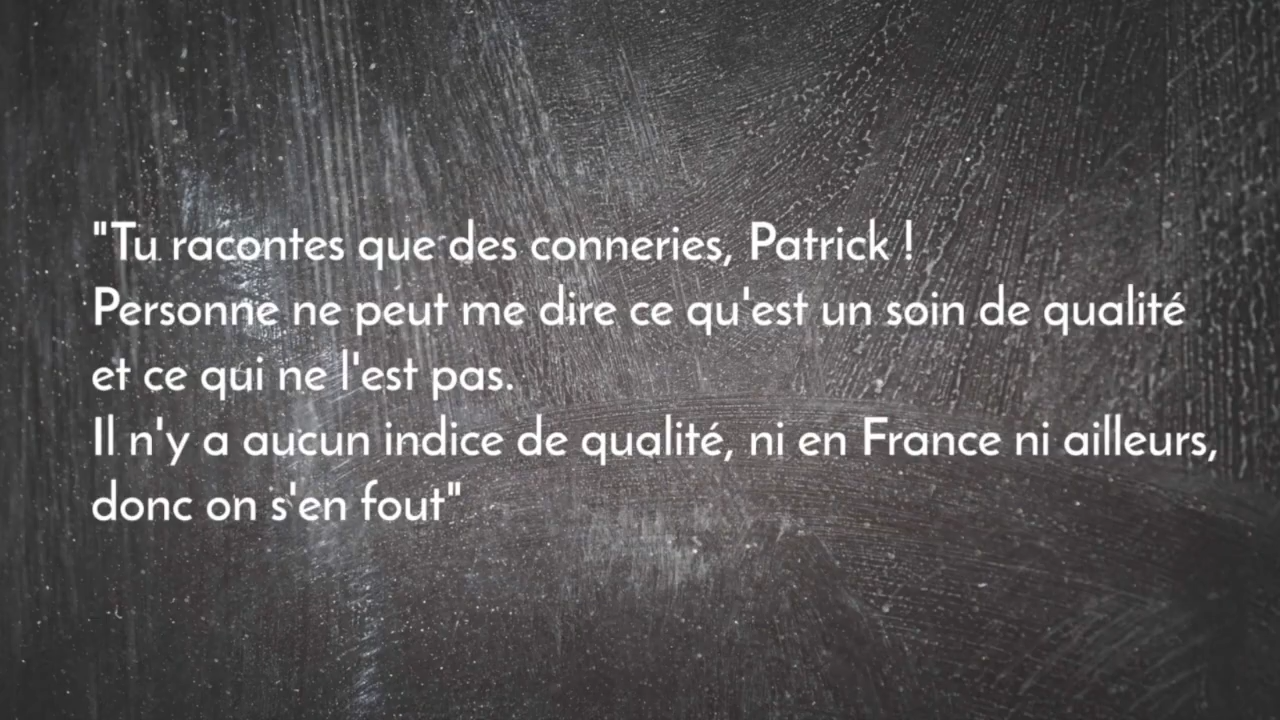 "Tu racontes que des conneries, Patrick !
Personne ne peut me dire ce qu'est un soin de qualité
et ce qui ne l'est pas.
Il n'y a aucun indice de qualité, ni en France ni ailleurs,
donc on s'en fout"